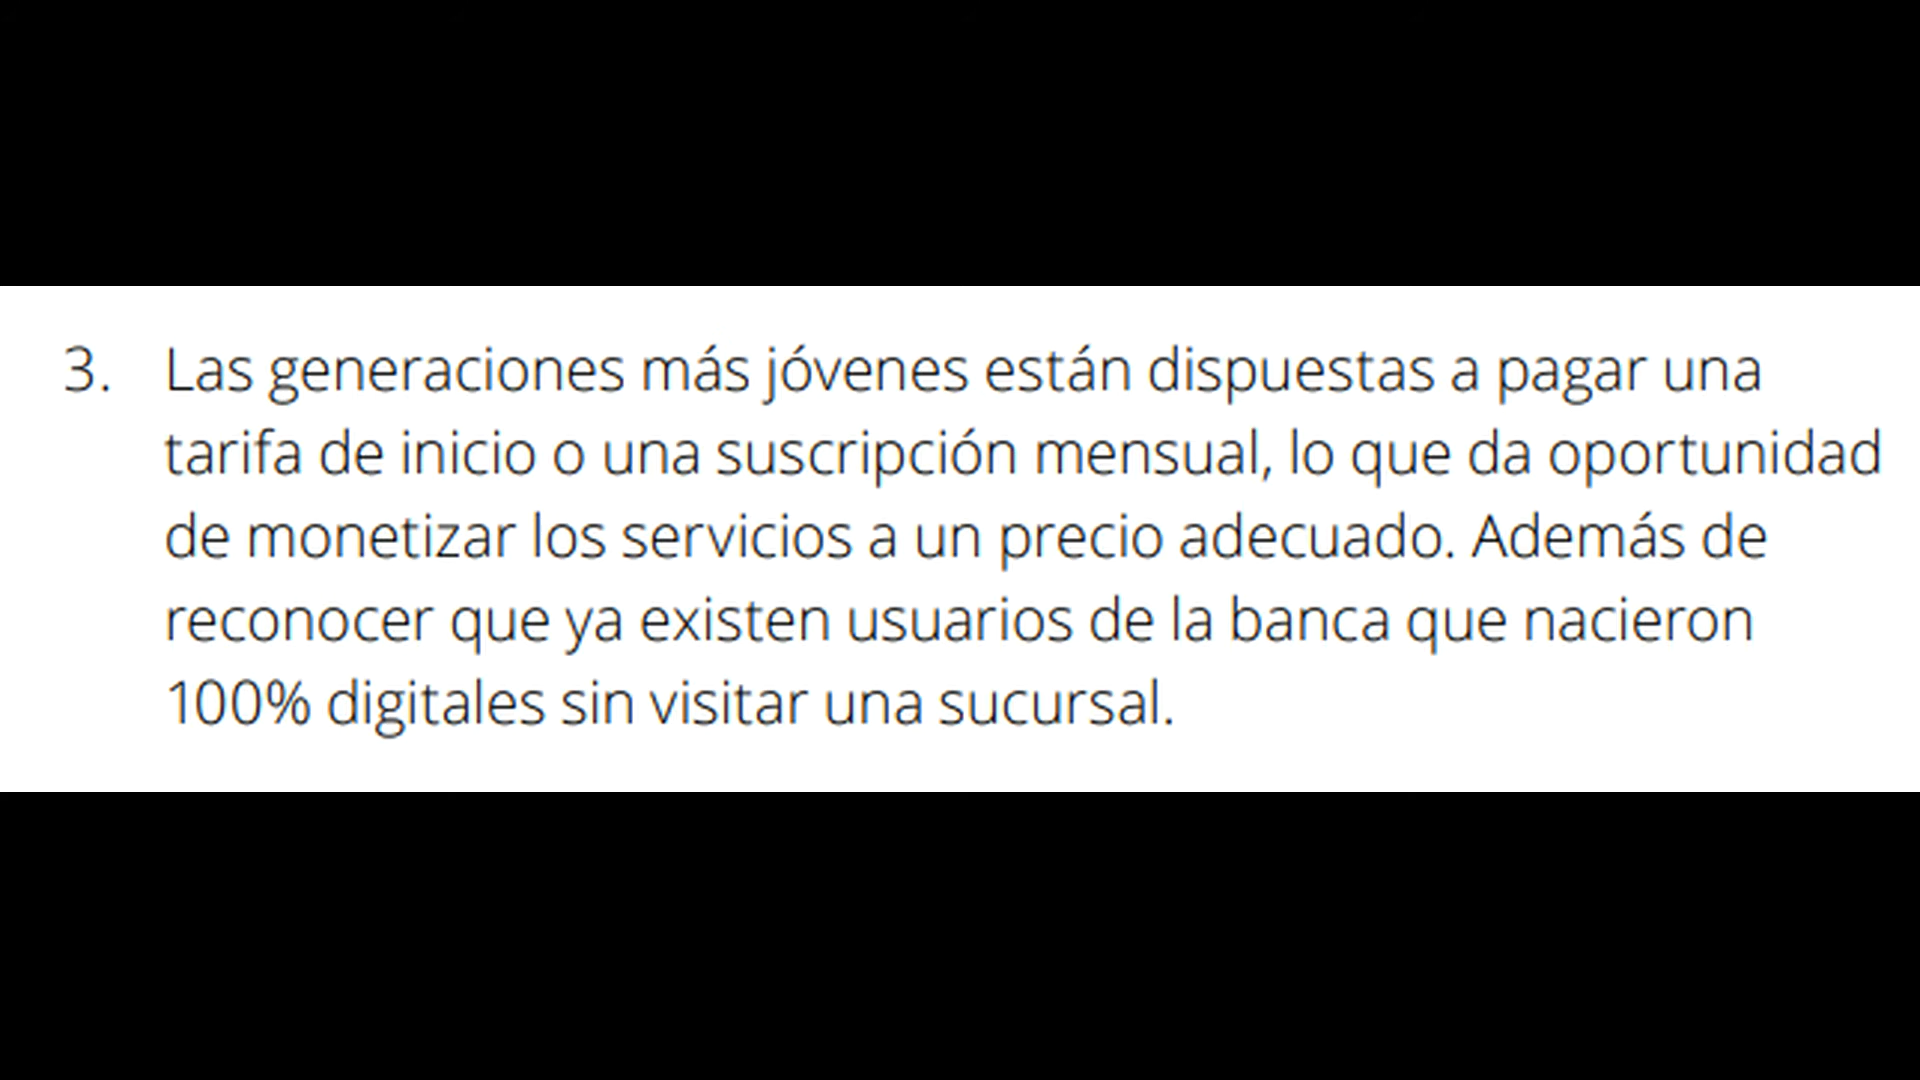 3. Las generaciones más jóvenes están dispuestas a pagar una
tarifa de inicio o una suscripción mensual, lo que da oportunidad
de monetizar los servicios a un precio adecuado. Además de
reconocer que ya existen usuarios de la banca que nacieron
100% digitales sin visitar una sucursal.